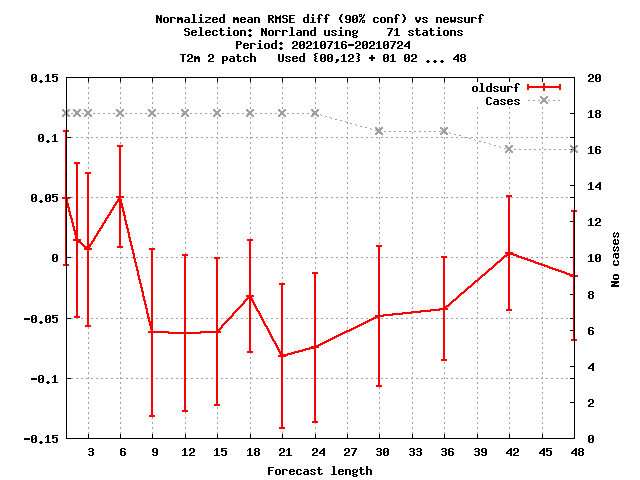 Normalized mean RMSE diff (90% conf) vs newsurf
Selection: Norrland using    71 stations
Period: 20210716-20210724
T2m 2 patch   Used {00,12} + 01 02 ... 48
oldsurf
Cases
0.15
0.1
0.05
0
-0.05
-0.1
-0.15
20
18
16
14
12
10
8
6
4
2
0
No cases
3 6 9 12 15 18 21 24 27 30 33 36 39 42 45 48
Forecast length